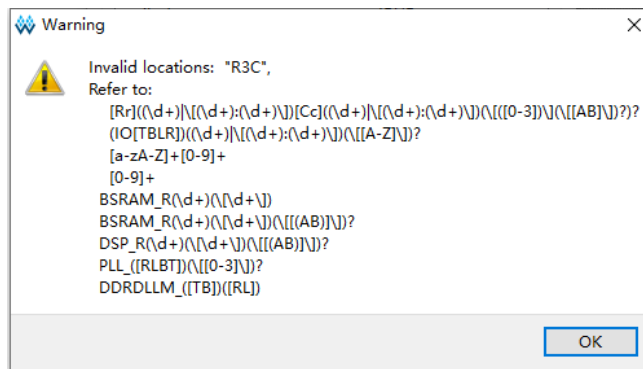 Warning
Invalid locations: "R3C",
Refer to:
[Rr]((\d+)|\[(\d+):(\d+)\])[Cc]((\d+)|\[(\d+):(\d+)\])(\[([0-3])\](\[[AB]\])?)?
(IO[TBLR])((\d+)|\[(\d+):(\d+)\])(\[[A-Z]\])?
[a-zA-Z]+[0-9]+
[0-9]+
BSRAM_R(\d+)(\[\d+\])
BSRAM_R(\d+)(\[\d+\])(\[[(AB)]\])?
DSP_R(\d+)(\[\d+\])(\[[(AB)]\])?
PLL_([RLBT])(\[[0-3]\])?
DDRDLLM_([TB])([RL])
OK